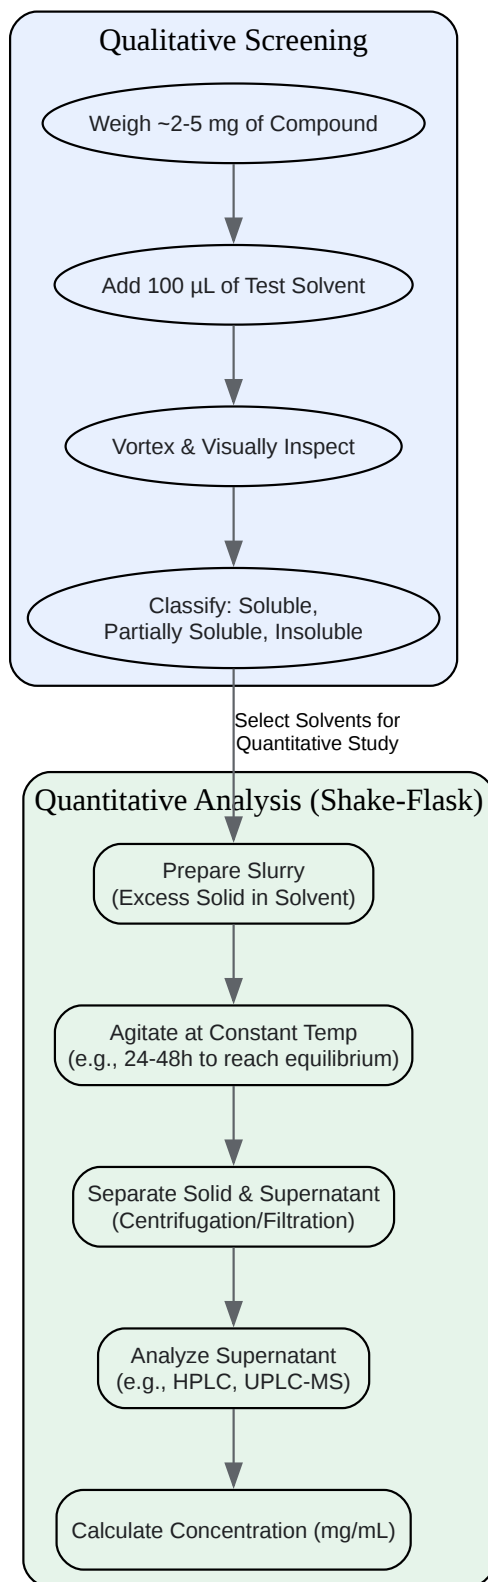 Qualitative Screening
Weigh ~2-5 mg of Compound
Add 100 µL of Test Solvent
Vortex & Visually Inspect
Classify: Soluble,
Partially Soluble, Insoluble
Select Solvents for
Quantitative Study
Quantitative Analysis (Shake-Flask)
Prepare Slurry
(Excess Solid in Solvent)
Agitate at Constant Temp
(e.g., 24-48h to reach equilibrium)
Separate Solid & Supernatant
(Centrifugation/Filtration)
Analyze Supernatant
(e.g., HPLC, UPLC-MS)
Calculate Concentration (mg/mL)